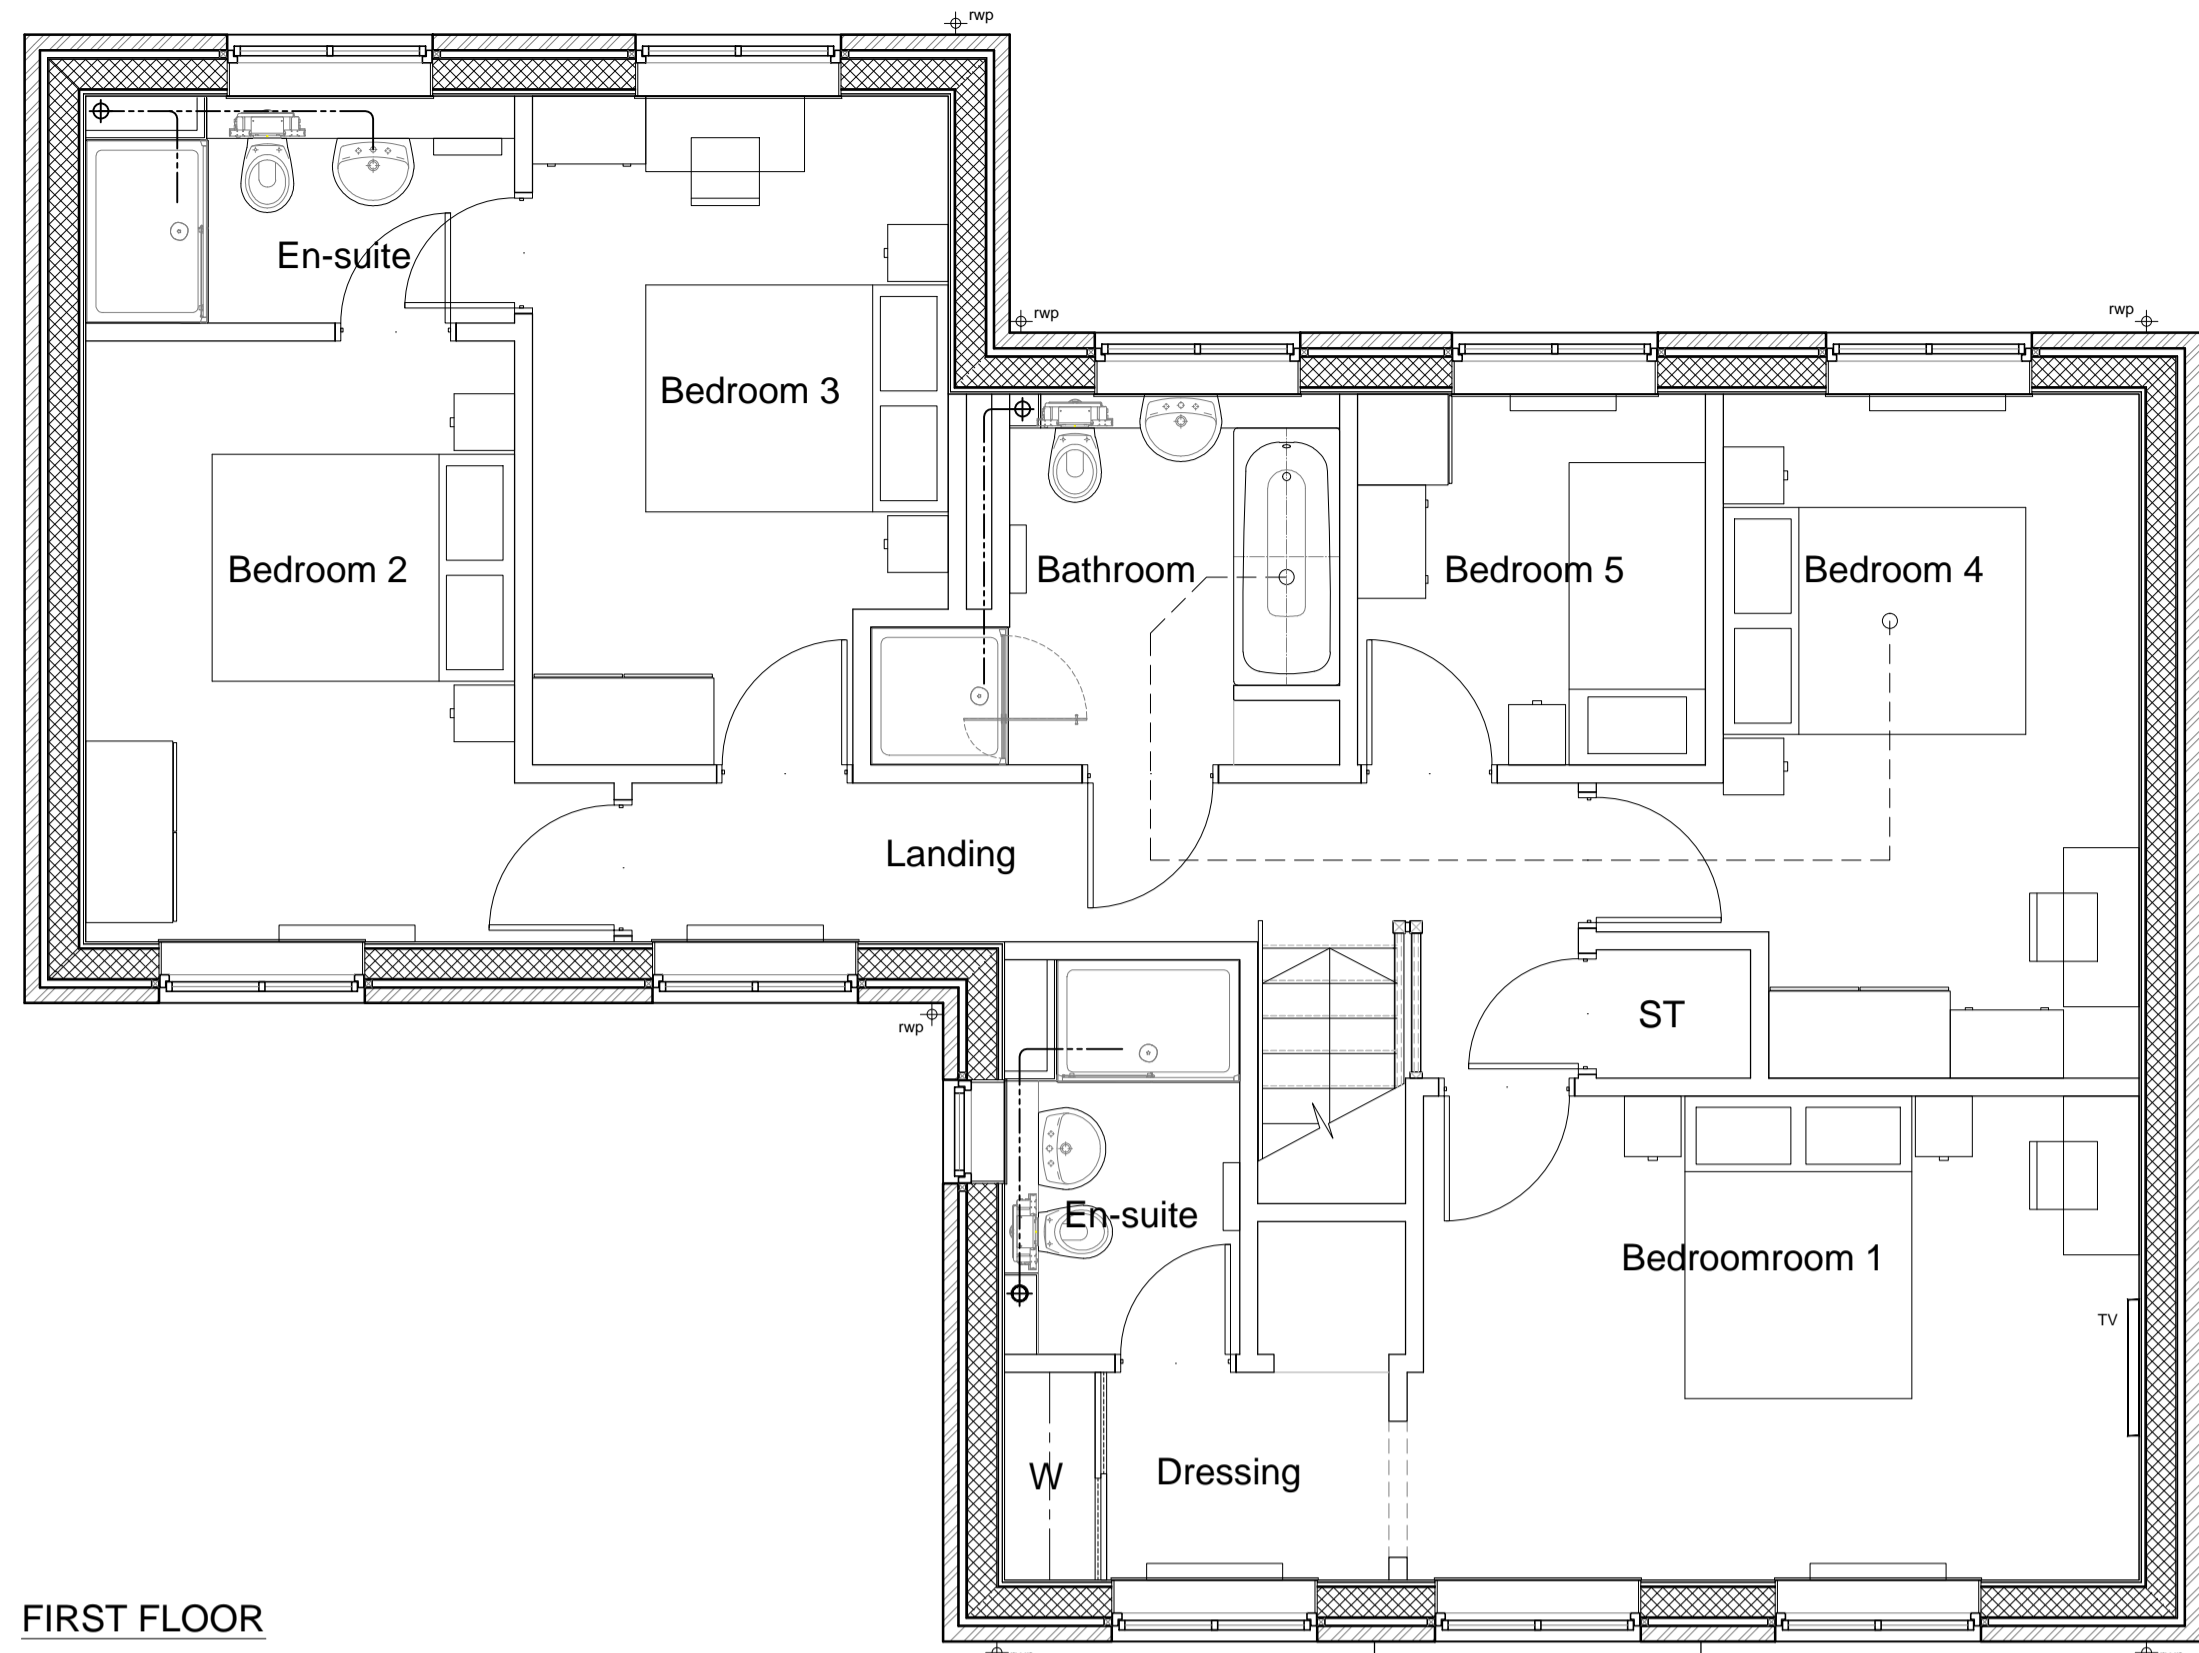 rwp
En-suite
rwp
rwp
Bedroom 3
Bedroom 2
Bathroom
Bedroom 5
Bedroom 4
Landing
rwp
ST
En-suite
Bedroomroom 1
TV
W
Dressing
FIRST FLOOR